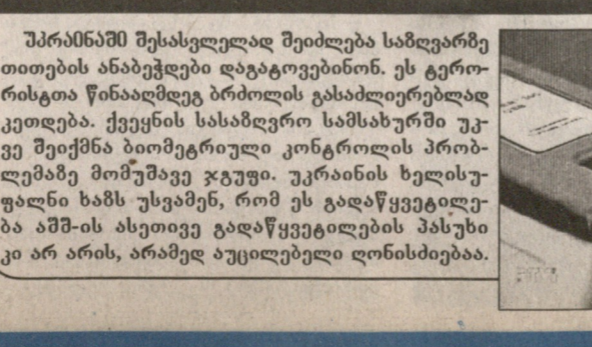 უკრაინაში შესასვლელად შეიძლება საზღვარზე
თითების ანაბეჭდები დაგატოვებინონ. ეს ტერო-
რისტთა წინააღმდეგ ბრძოლის გასაძლიერებლად
კეთდება. ქვეყნის სასაზღვრო სამსახურში უკ-
ვე შეიქმნა ბიომეტრიული კონტროლის პრობ-
ლემაზე მომუშავე ჯგუფი. უკრაინის ხელისუ-
ფალნი ხაზს უსვამენ, რომ ეს გადაწყვეტილე-
ბა აშშ-ის ასეთივე გადაწყვეტილების პასუხი
კი არ არის, არამედ აუცილებელი ღონისძიებაა.